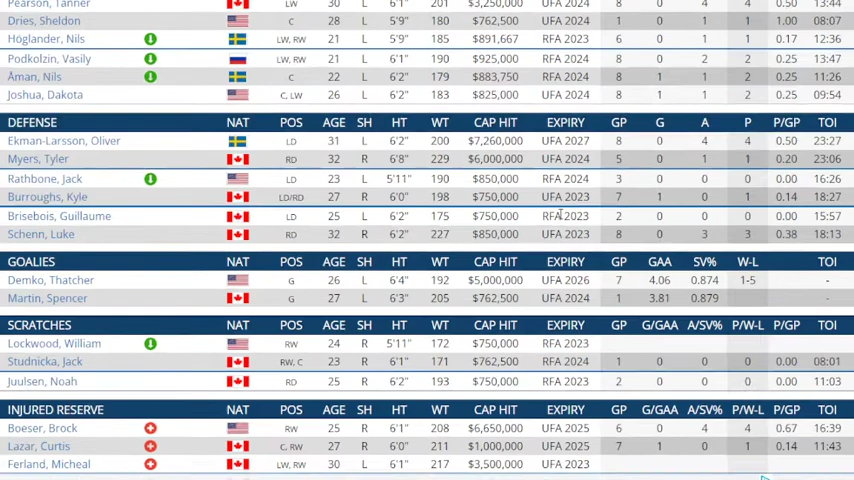 Pearson, Tanner LW 30 L 6'1" 201 $3,250,000 UFA 2024 8 0 4 4 0.50 13:44
Dries, Sheldon C 28 L 5'9" 180 $762,500 UFA 2024 1 0 1 1 1.00 08:07
Höglander, Nils LW, RW 21 L 5'9" 185 $891,667 RFA 2023 6 0 1 1 0.17 12:36
Podkolzin, Vasily LW, RW 21 L 6'1" 190 $925,000 RFA 2024 8 0 2 2 0.25 13:47
Åman, Nils C 22 L 6'2" 179 $883,750 RFA 2024 8 1 1 2 0.25 11:26
Joshua, Dakota C, LW 26 L 6'2" 183 $825,000 UFA 2024 8 1 1 2 0.25 09:54
DEFENSE NAT POS AGE SH HT WT CAP HIT EXPIRY GP G A P P/GP TOI
Ekman-Larsson, Oliver LD 31 L 6'2" 200 $7,260,000 UFA 2027 8 0 4 4 0.50 23:27
Myers, Tyler RD 32 R 6'8" 229 $6,000,000 UFA 2024 5 0 1 1 0.20 23:06
Rathbone, Jack LD 23 L 5'11" 190 $850,000 RFA 2024 3 0 0 0 0.00 16:26
Burroughs, Kyle LD/RD 27 R 6'0" 198 $750,000 UFA 2023 7 1 0 1 0.14 18:27
Brisebois, Guillaume LD 25 L 6'2" 175 $750,000 RFA 2023 2 0 0 0 0.00 15:57
Schenn, Luke RD 32 R 6'2" 227 $850,000 UFA 2023 8 0 3 3 0.38 18:13
GOALIES NAT POS AGE SH HT WT CAP HIT EXPIRY GP GAA SV% W-L TOI
Demko, Thatcher G 26 L 6'4" 192 $5,000,000 UFA 2026 7 4.06 0.874 1-5 -
Martin, Spencer G 27 L 6'3" 205 $762,500 UFA 2024 1 3.81 0.879 -
SCRATCHES NAT POS AGE SH HT WT CAP HIT EXPIRY GP G/GAA A/SV% P/W-L P/GP TOI
Lockwood, William RW 24 R 5'11" 172 $750,000 RFA 2023
Studnicka, Jack RW, C 23 R 6'1" 171 $762,500 RFA 2024 1 0 0 0 0.00 08:01
Juulsen, Noah RD 25 R 6'2" 193 $750,000 RFA 2023 2 0 0 0 0.00 11:03
INJURED RESERVE NAT POS AGE SH HT WT CAP HIT EXPIRY GP G/GAA A/SV% P/W-L P/GP TOI
Boeser, Brock RW 25 R 6'1" 208 $6,650,000 UFA 2025 6 0 4 4 0.67 16:39
Lazar, Curtis C, RW 27 R 6'0" 211 $1,000,000 UFA 2025 7 1 0 1 0.14 11:43
Ferland, Micheal LW, RW 30 L 6'1" 217 $3,500,000 UFA 2023